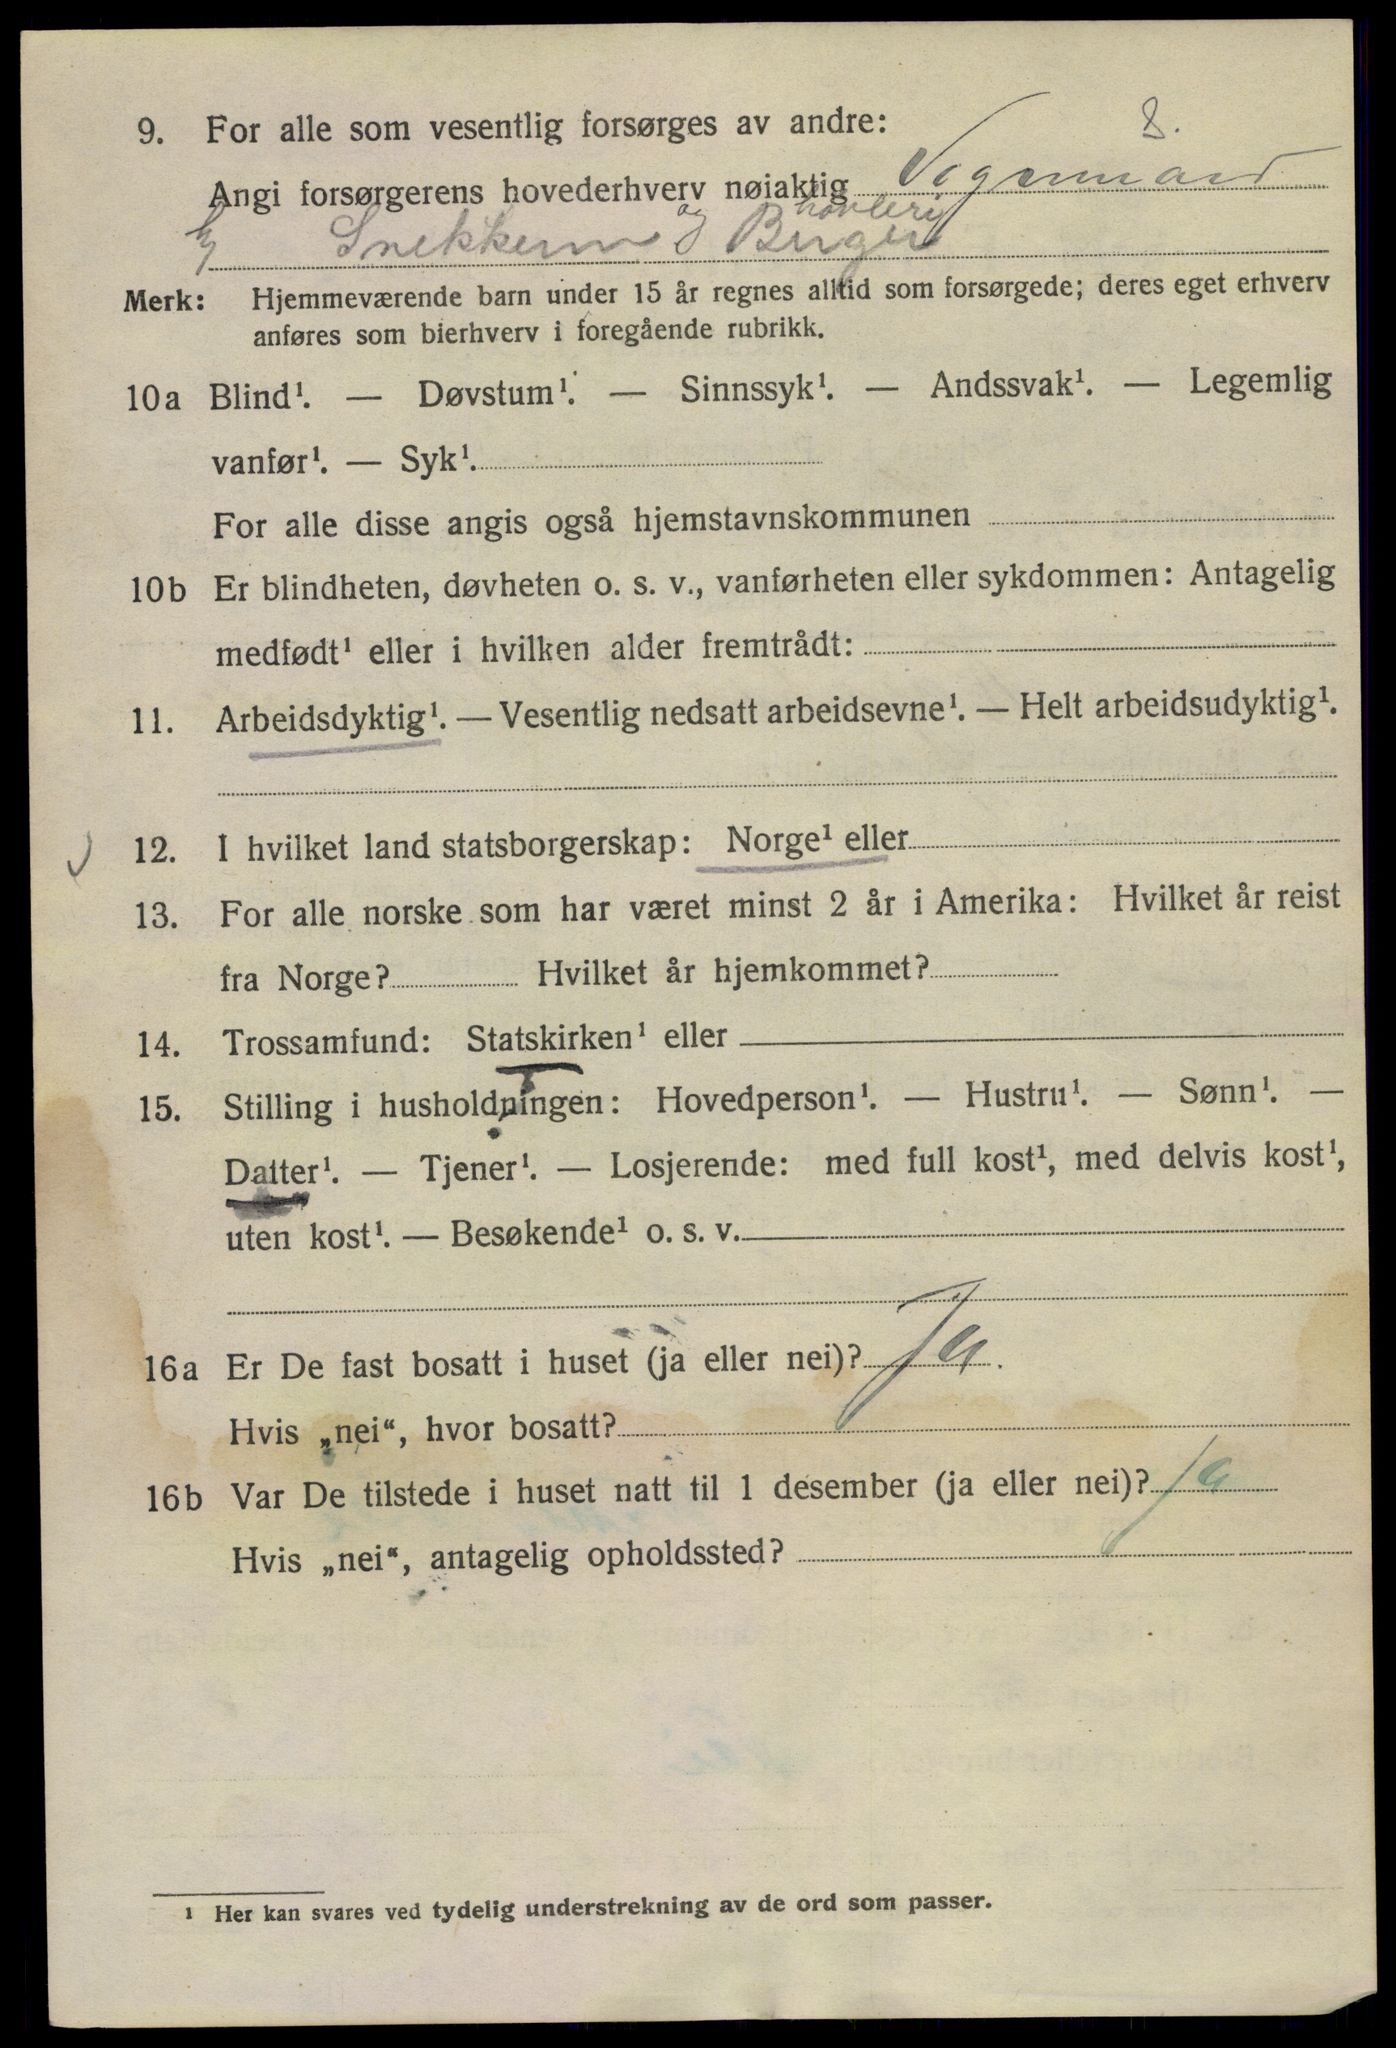 9. For alle som vesentlig forsørges av andre: 8.
Angi forsørgerens hovederhverv nøiaktig Vognmand
Snekkerm og høvleri
Merk: Hjemmeværende barn under 15 år regnes alltid som forsørgede; deres eget erhverv
anføres som bierhverv i foregående rubrikk.
10a Blind¹. — Døvstum¹. — Sinnssyk¹. — Andssvak¹. — Legemlig
vanfør¹. — Syk¹.
For alle disse angis også hjemstavnskommunen
10b Er blindheten, døvheten o. s. v., vanførheten eller sykdommen: Antagelig
medfødt¹ eller i hvilken alder fremtrådt:
11. Arbeidsdyktig¹. — Vesentlig nedsatt arbeidsevne¹. — Helt arbeidsudyktig¹.
12. I hvilket land statsborgerskap: Norge¹ eller
13. For alle norske som har været minst 2 år i Amerika: Hvilket år reist
fra Norge? Hvilket år hjemkommet?
14. Trossamfund: Statskirken¹ eller
15. Stilling i husholdningen: Hovedperson¹. — Hustru¹. — Sønn¹. —
Datter¹. — Tjener¹. — Losjerende: med full kost¹, med delvis kost¹,
uten kost¹. — Besøkende¹ o. s. v.
16a Er De fast bosatt i huset (ja eller nei)? Ja.
Hvis „nei“, hvor bosatt?
16b Var De tilstede i huset natt til 1 desember (ja eller nei)? Ja
Hvis „nei“, antagelig opholdssted?
¹ Her kan svares ved tydelig understrekning av de ord som passer.